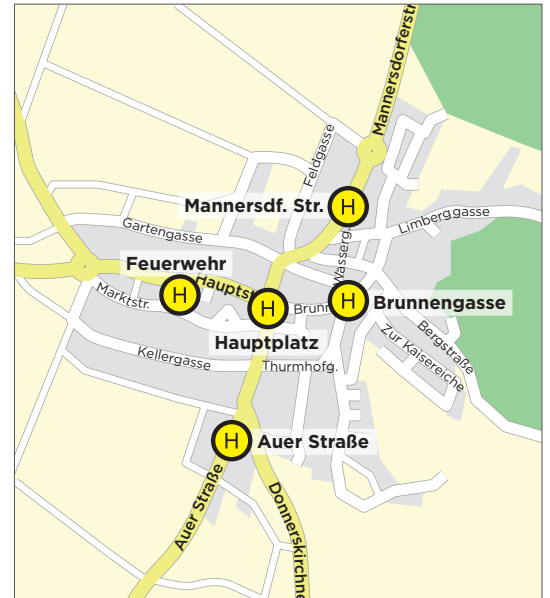 Mannersdorferstr
Feldgasse
H
Mannersdf. Str.
Limberggasse
Gartengasse
Wasserg
Feuerwehr
H
Hauptst
H
Hauptplatz
Brunn
H
Brunnengasse
Marktstr.
Bergstraße
Zur Kaisereiche
Kellergasse
Thurmhofg.
H
Auer Straße
Auer Straße
Donnerskirchne